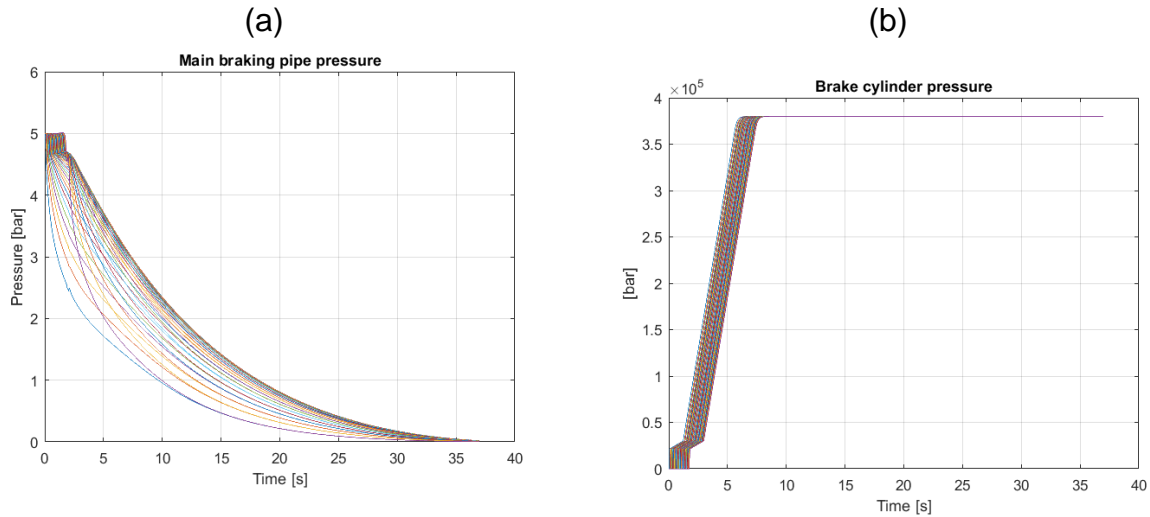 (a)
Main braking pipe pressure
6
5
4
3
2
1
0
Pressure [bar]
0 5 10 15 20 25 30 35 40
Time [s]
(b)
Brake cylinder pressure
×10⁵
4
3.5
3
2.5
2
1.5
1
0.5
0
[bar]
0 5 10 15 20 25 30 35 40
Time [s]